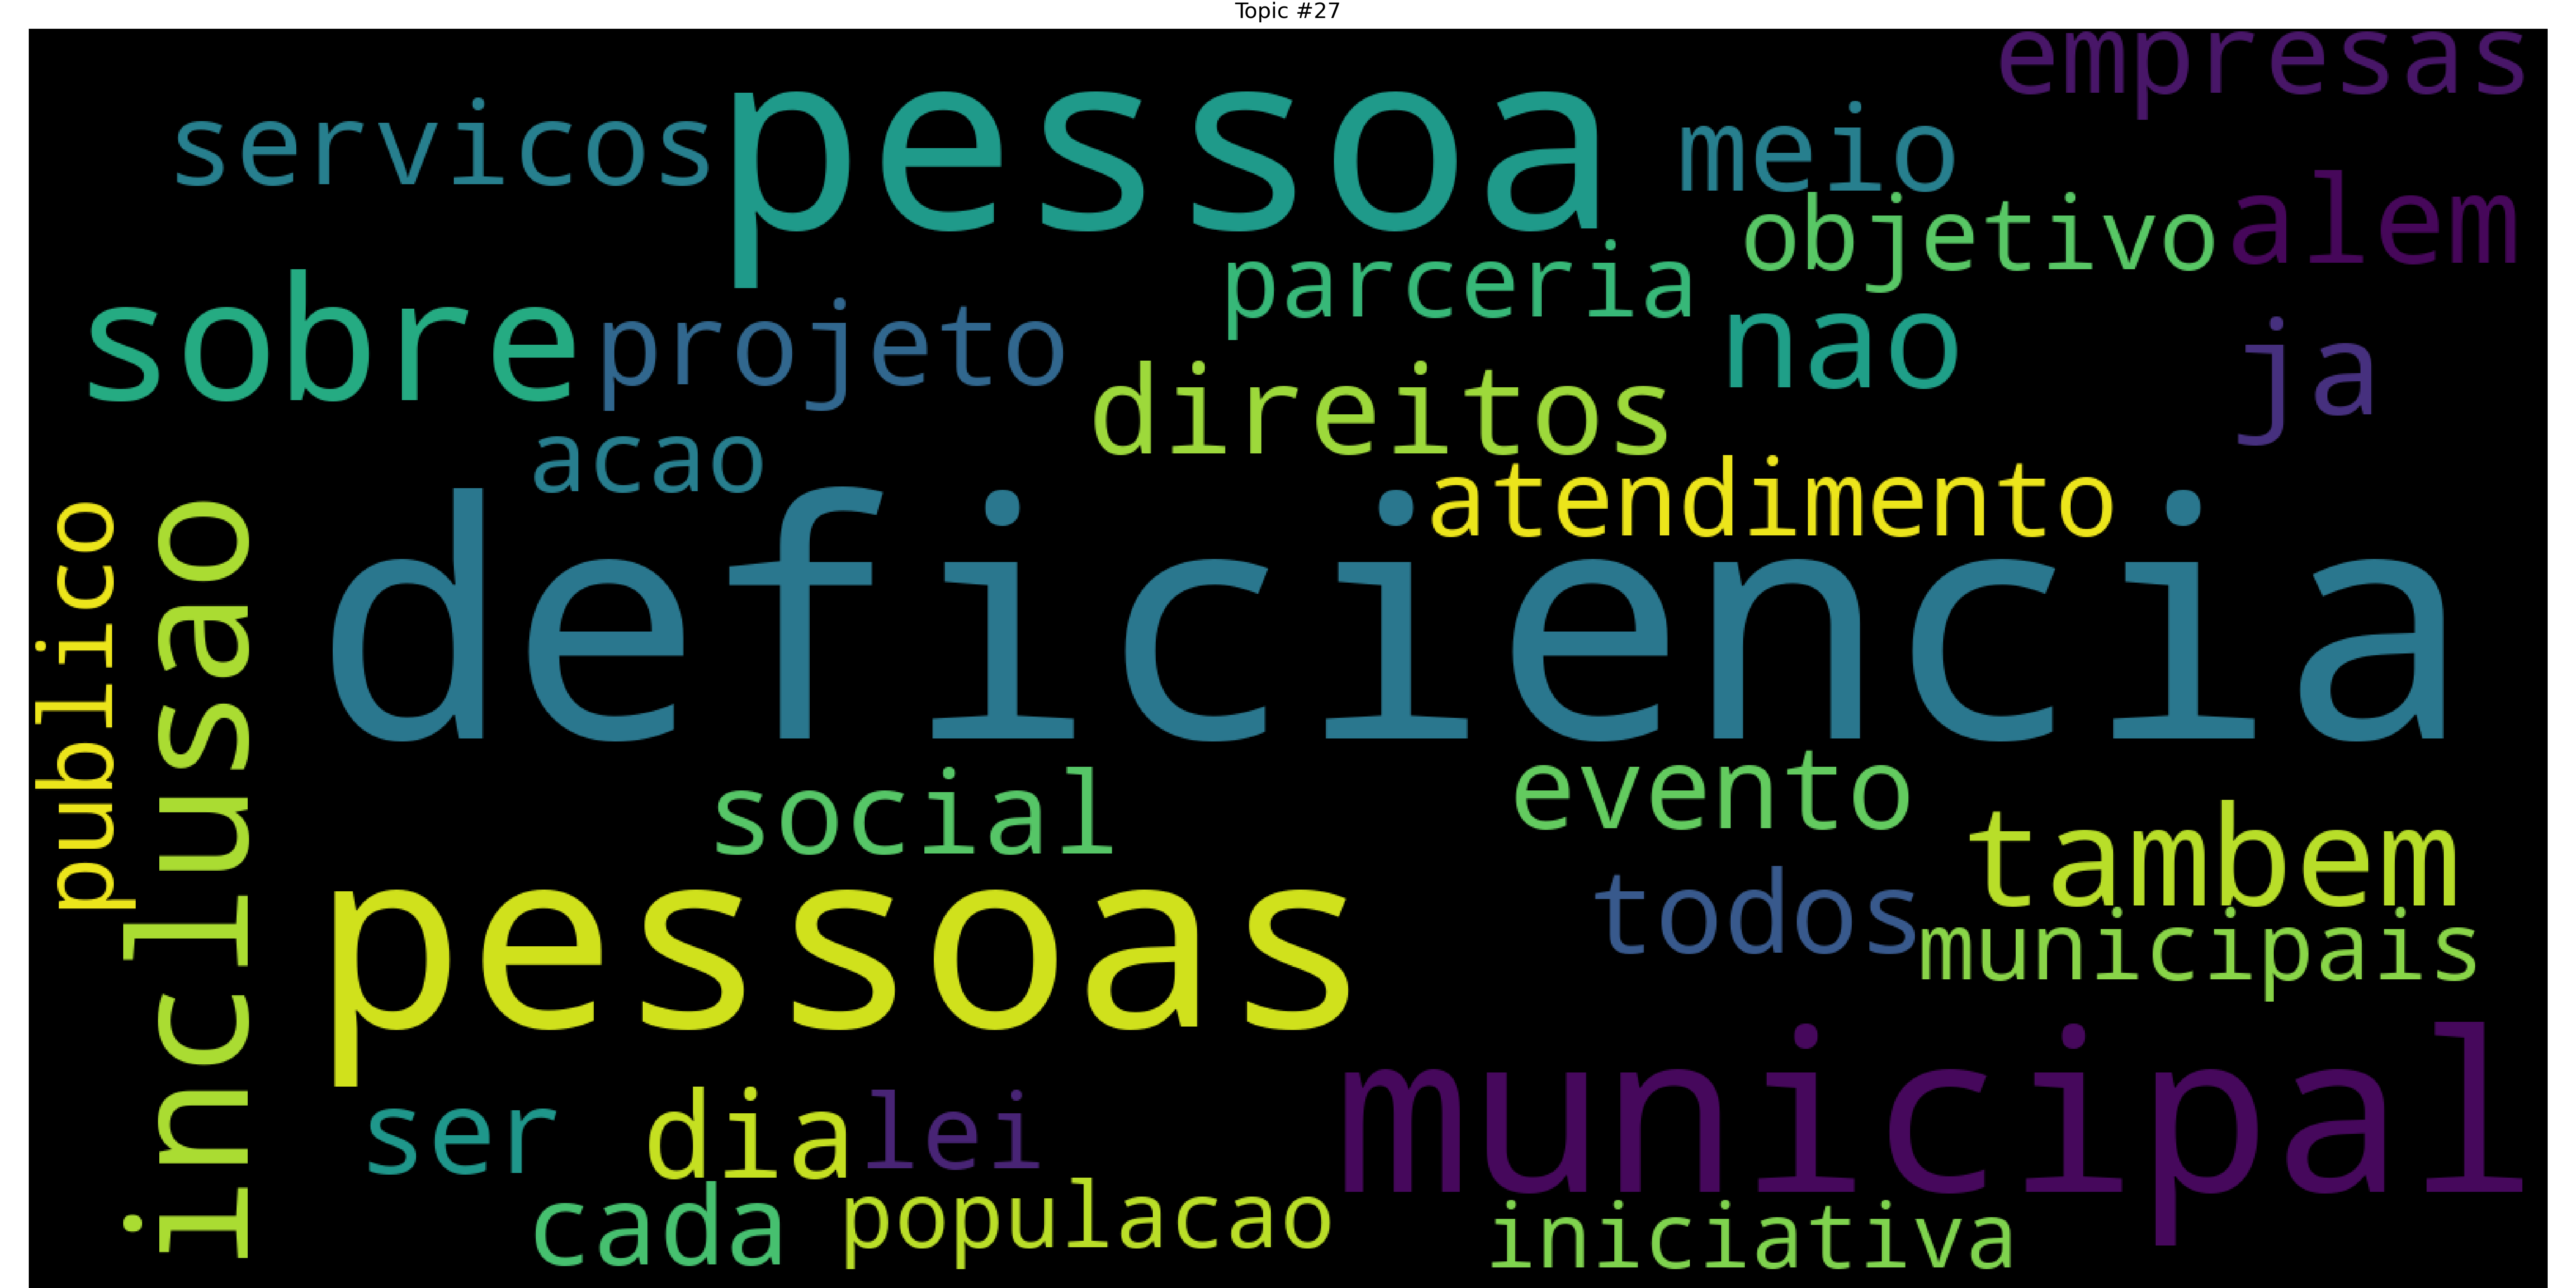 Topic #27
empresas
servicos pessoa meio
objetivo alem
parceria
sobre projeto nao ja
direitos
acao
atendimento
publico
inclusao
deficiencia
social evento
tambem
pessoas todos
municipais
municipal
ser dia lei
cada populacao iniciativa